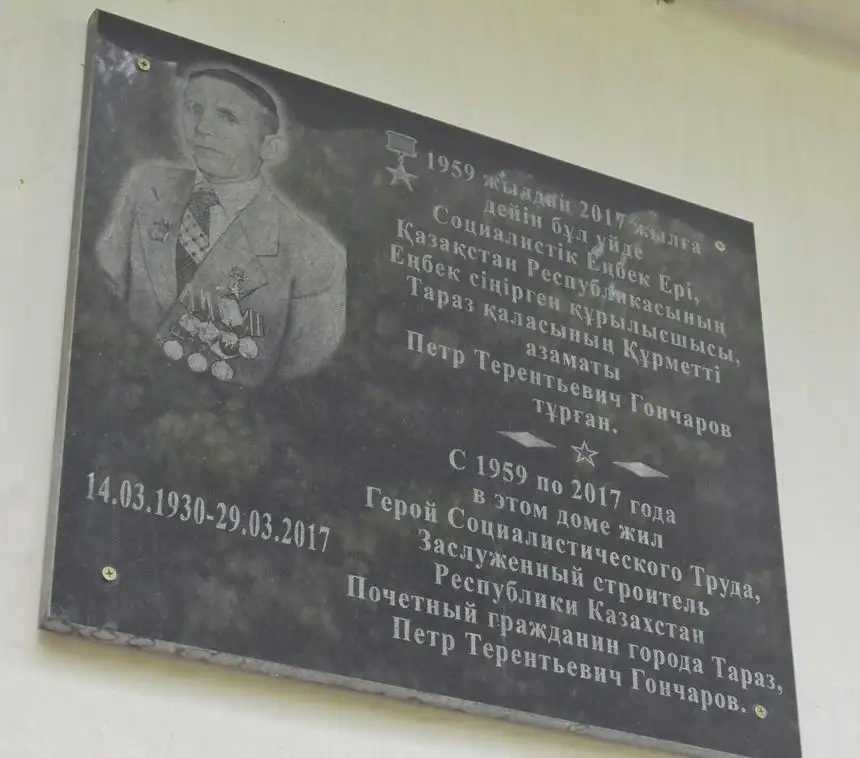 1959 жылдан 2017 жылға
дейін бұл үйде
Социалистік Еңбек Ері,
Қазақстан Республикасының
Еңбек сіңірген құрылысшысы,
Тараз қаласының Құрметті
азаматы
Петр Терентьевич Гончаров
тұрған.
С 1959 по 2017 года
в этом доме жил
Герой Социалистического Труда,
Заслуженный строитель
Республики Казахстан
Почетный гражданин города Тараз,
Петр Терентьевич Гончаров.
14.03.1930-29.03.2017